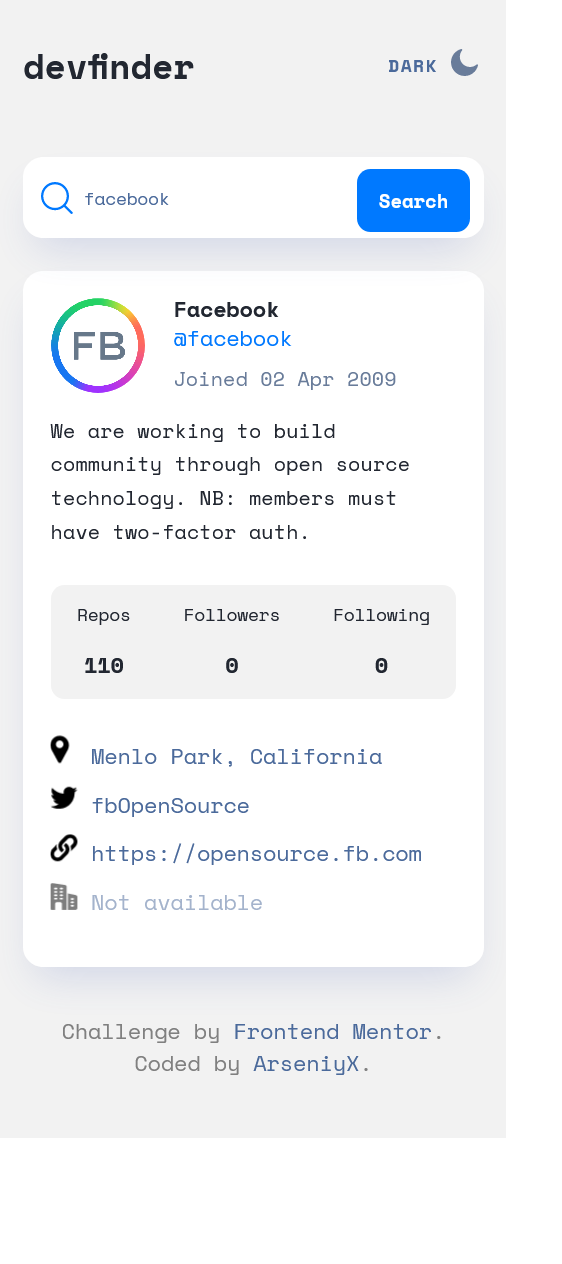 devfinder
DARK
facebook
Search
FB
Facebook
@facebook
Joined 02 Apr 2009
We are working to build
community through open source
technology. NB: members must
have two-factor auth.
Repos Followers Following
110 0 0
Menlo Park, California
fbOpenSource
https://opensource.fb.com
Not available
Challenge by Frontend Mentor.
Coded by ArseniyX.